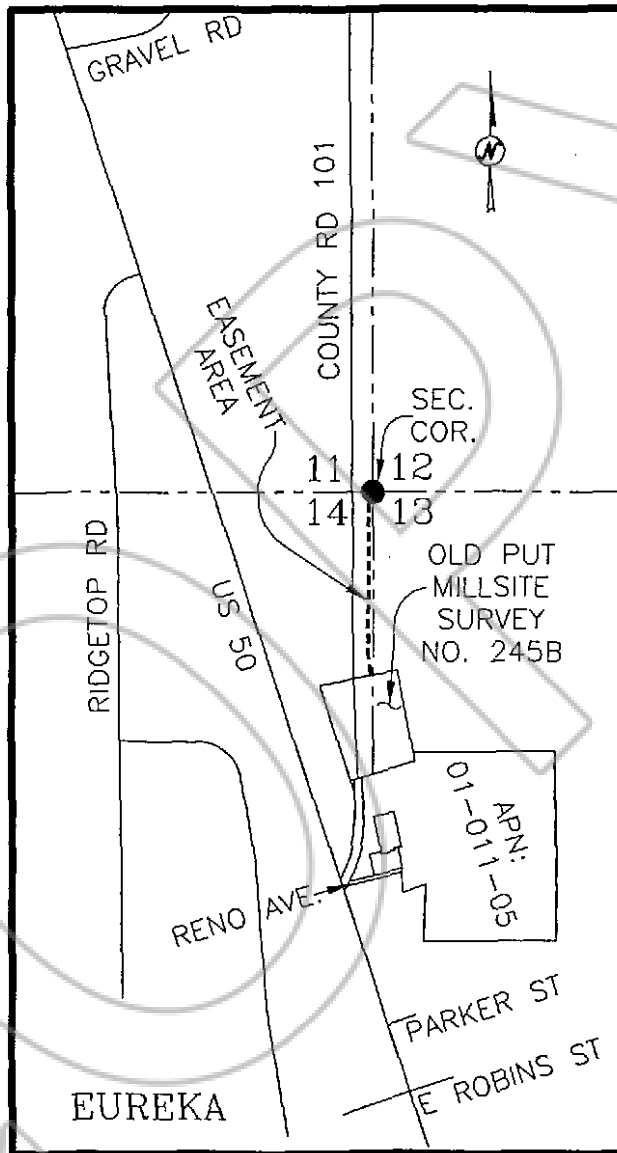 GRAVEL RD
N
COUNTY RD 101
EASEMENT
AREA
SEC.
COR.
11 12
14 13
RIDGETOP RD
US 50
OLD PUT
MILLSITE
SURVEY
NO. 245B
APN:
01-011-05
RENO AVE.
PARKER ST
E ROBINS ST
EUREKA